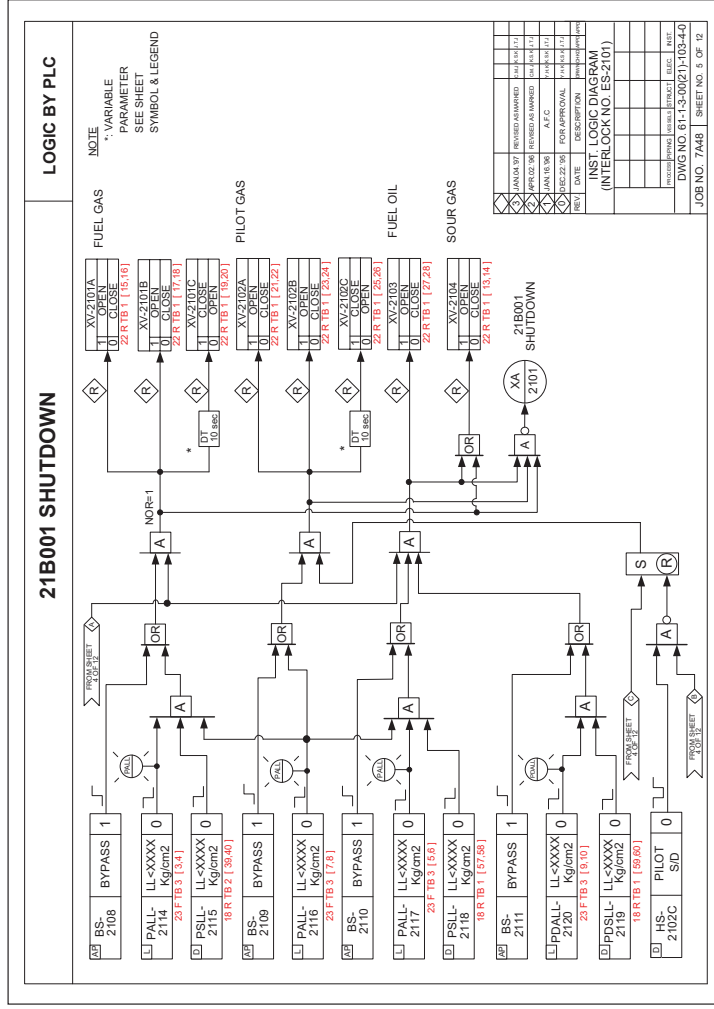 21B001 SHUTDOWN
LOGIC BY PLC
NOTE
*: VARIABLE
PARAMETER
SEE SHEET
SYMBOL & LEGEND
AP
BS-
2108
BYPASS
1
L
PALL-
2114
LL<XXXX
Kg/cm2
0
23 F TB 3 [3,4 ]
D
PSLL-
2115
LL<XXXX
Kg/cm2
0
18 R TB 2 [ 39,40 ]
AP
BS-
2109
BYPASS
1
L
PALL-
2116
LL<XXXX
Kg/cm2
0
23 F TB 3 [ 7,8 ]
AP
BS-
2110
BYPASS
1
L
PALL-
2117
LL<XXXX
Kg/cm2
0
23 F TB 3 [ 5,6 ]
D
PSLL-
2118
LL<XXXX
Kg/cm2
0
18 R TB 1 [ 57,58 ]
AP
BS-
2111
BYPASS
1
L
PDALL-
2120
LL<XXXX
Kg/cm2
0
23 F TB 3 [ 9,10 ]
D
PDSLL-
2119
LL<XXXX
Kg/cm2
0
18 R TB 1 [ 59,60 ]
D
HS-
2102C
PILOT
S/D
0
PALL
PALL
PALL
PDALL
FROM SHEET
4 OF 12
A
FROM SHEET
4 OF 12
C
FROM SHEET
4 OF 12
B
A
A
A
A
OR
OR
OR
OR
S
R
A
A
A
NOR=1
*
DT
10 sec
*
DT
10 sec
OR
A
R
R
R
R
R
R
R
R
FUEL GAS
XV-2101A
1 OPEN
0 CLOSE
22 R TB 1 [ 15,16 ]
XV-2101B
1 OPEN
0 CLOSE
22 R TB 1 [ 17,18 ]
XV-2101C
1 CLOSE
0 OPEN
22 R TB 1 [ 19,20 ]
PILOT GAS
XV-2102A
1 OPEN
0 CLOSE
22 R TB 1 [ 21,22 ]
XV-2102B
1 OPEN
0 CLOSE
22 R TB 1 [ 23,24 ]
XV-2102C
1 CLOSE
0 OPEN
22 R TB 1 [ 25,26 ]
FUEL OIL
XV-2103
1 OPEN
0 CLOSE
22 R TB 1 [ 27,28 ]
SOUR GAS
XV-2104
1 OPEN
0 CLOSE
22 R TB 1 [ 13,14 ]
XA
2101
21B001
SHUTDOWN
3 JAN.04.'97 REVISED AS MARKED
2 APR.02.'96 REVISED AS MARKED
1 JAN.16.'96 A.F.C
0 DEC.22.'95 FOR APPROVAL
REV. DATE DESCRIPTION
INST. LOGIC DIAGRAM
(INTERLOCK NO. ES-2101)
PROCESS PIPING VESSELS STRUCT ELEC. INST.
DWG NO. 61-1-3-00(21)-103-4-0
JOB NO. 7A48 SHEET NO. 5 OF 12